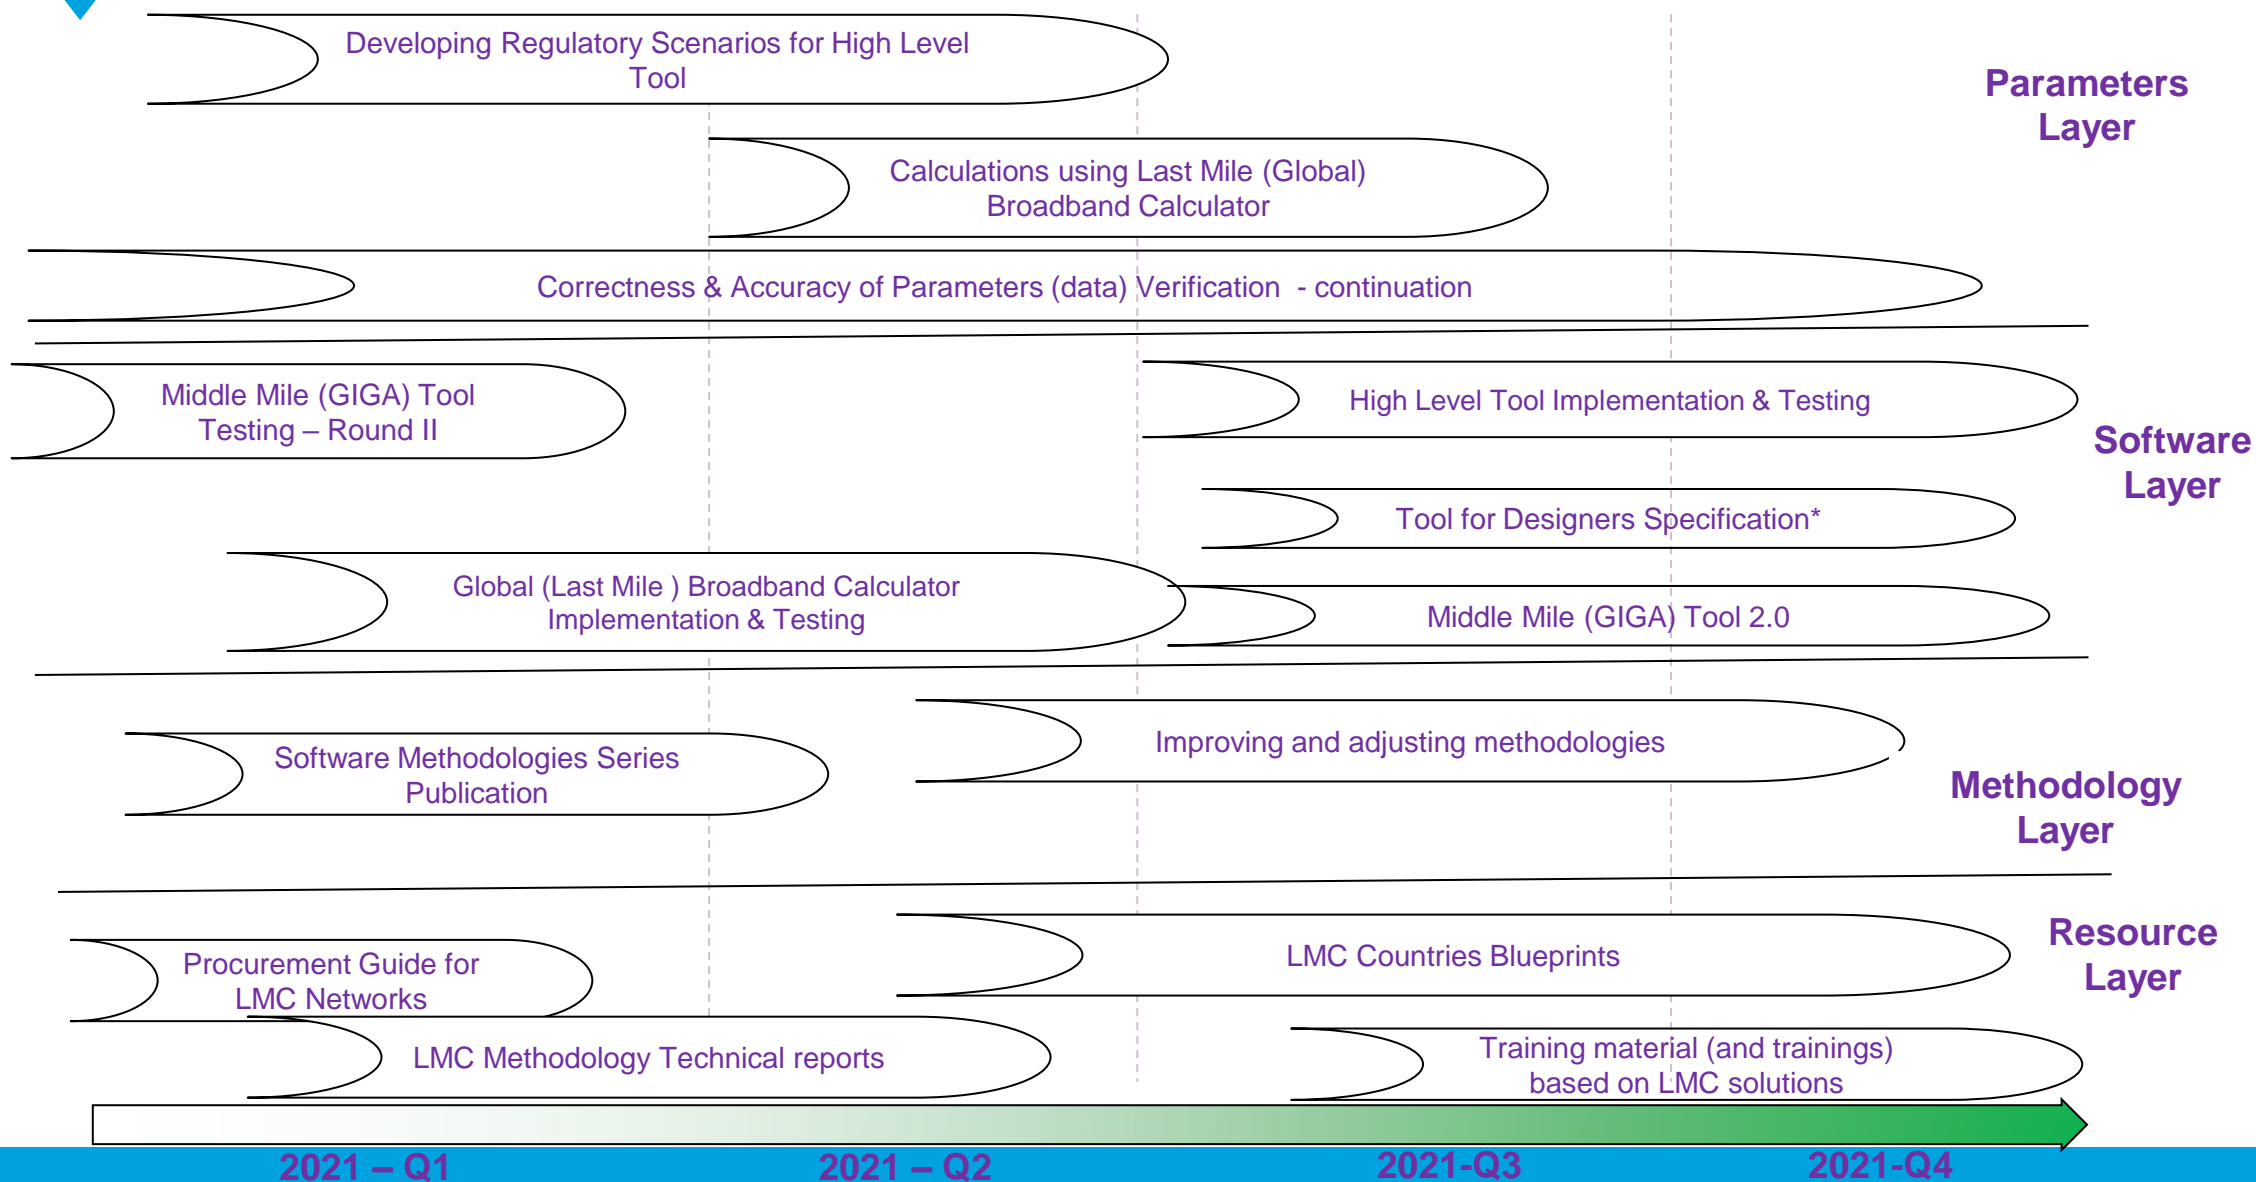 Developing Regulatory Scenarios for High Level
Tool
Parameters
Layer
Calculations using Last Mile (Global)
Broadband Calculator
Correctness & Accuracy of Parameters (data) Verification  - continuation
Middle Mile (GIGA) Tool
Testing – Round II
High Level Tool Implementation & Testing
Software
Layer
Tool for Designers Specification*
Global (Last Mile ) Broadband Calculator
Implementation & Testing
Middle Mile (GIGA) Tool 2.0
Software Methodologies Series
Publication
Improving and adjusting methodologies
Methodology
Layer
Procurement Guide for
LMC Networks
LMC Countries Blueprints
Resource
Layer
LMC Methodology Technical reports
Training material (and trainings)
based on LMC solutions
2021 – Q1
2021 – Q2
2021-Q3
2021-Q4